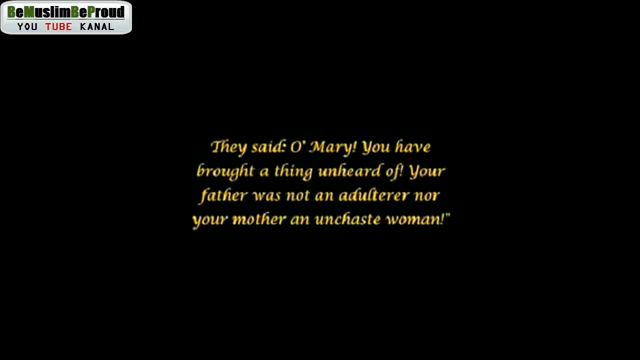 BeMuslimBeProud
YOU TUBE KANAL
They said: O' Mary! You have
brought a thing unheard of! Your
father was not an adulterer nor
your mother an unchaste woman!"